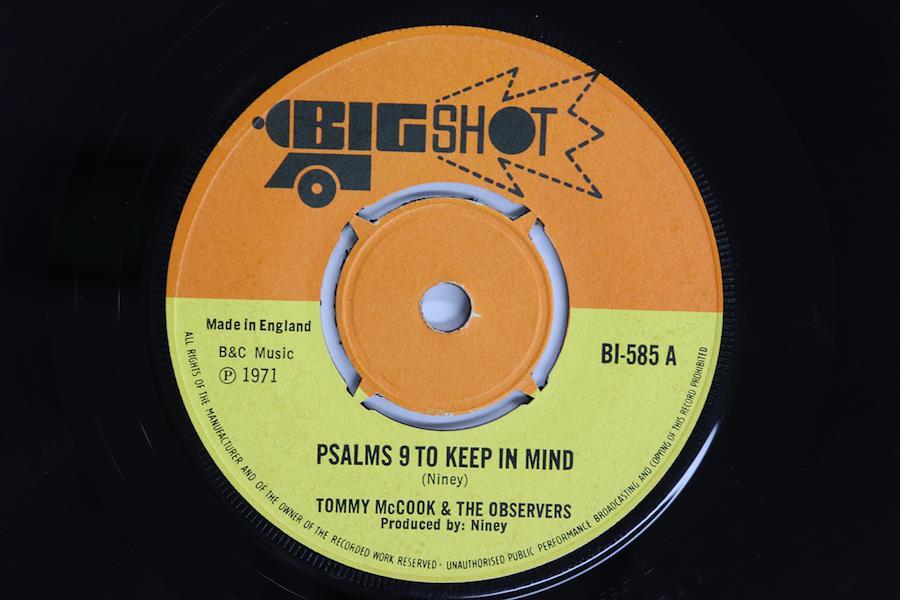 BIG SHOT
Made in England
B&C Music
Ⓟ 1971
BI-585 A
PSALMS 9 TO KEEP IN MIND
(Niney)
TOMMY McCOOK & THE OBSERVERS
Produced by: Niney
ALL RIGHTS OF THE MANUFACTURER AND OF THE OWNER OF THE RECORDED WORK RESERVED · UNAUTHORISED PUBLIC PERFORMANCE BROADCASTING AND COPYING OF THIS RECORD PROHIBITED